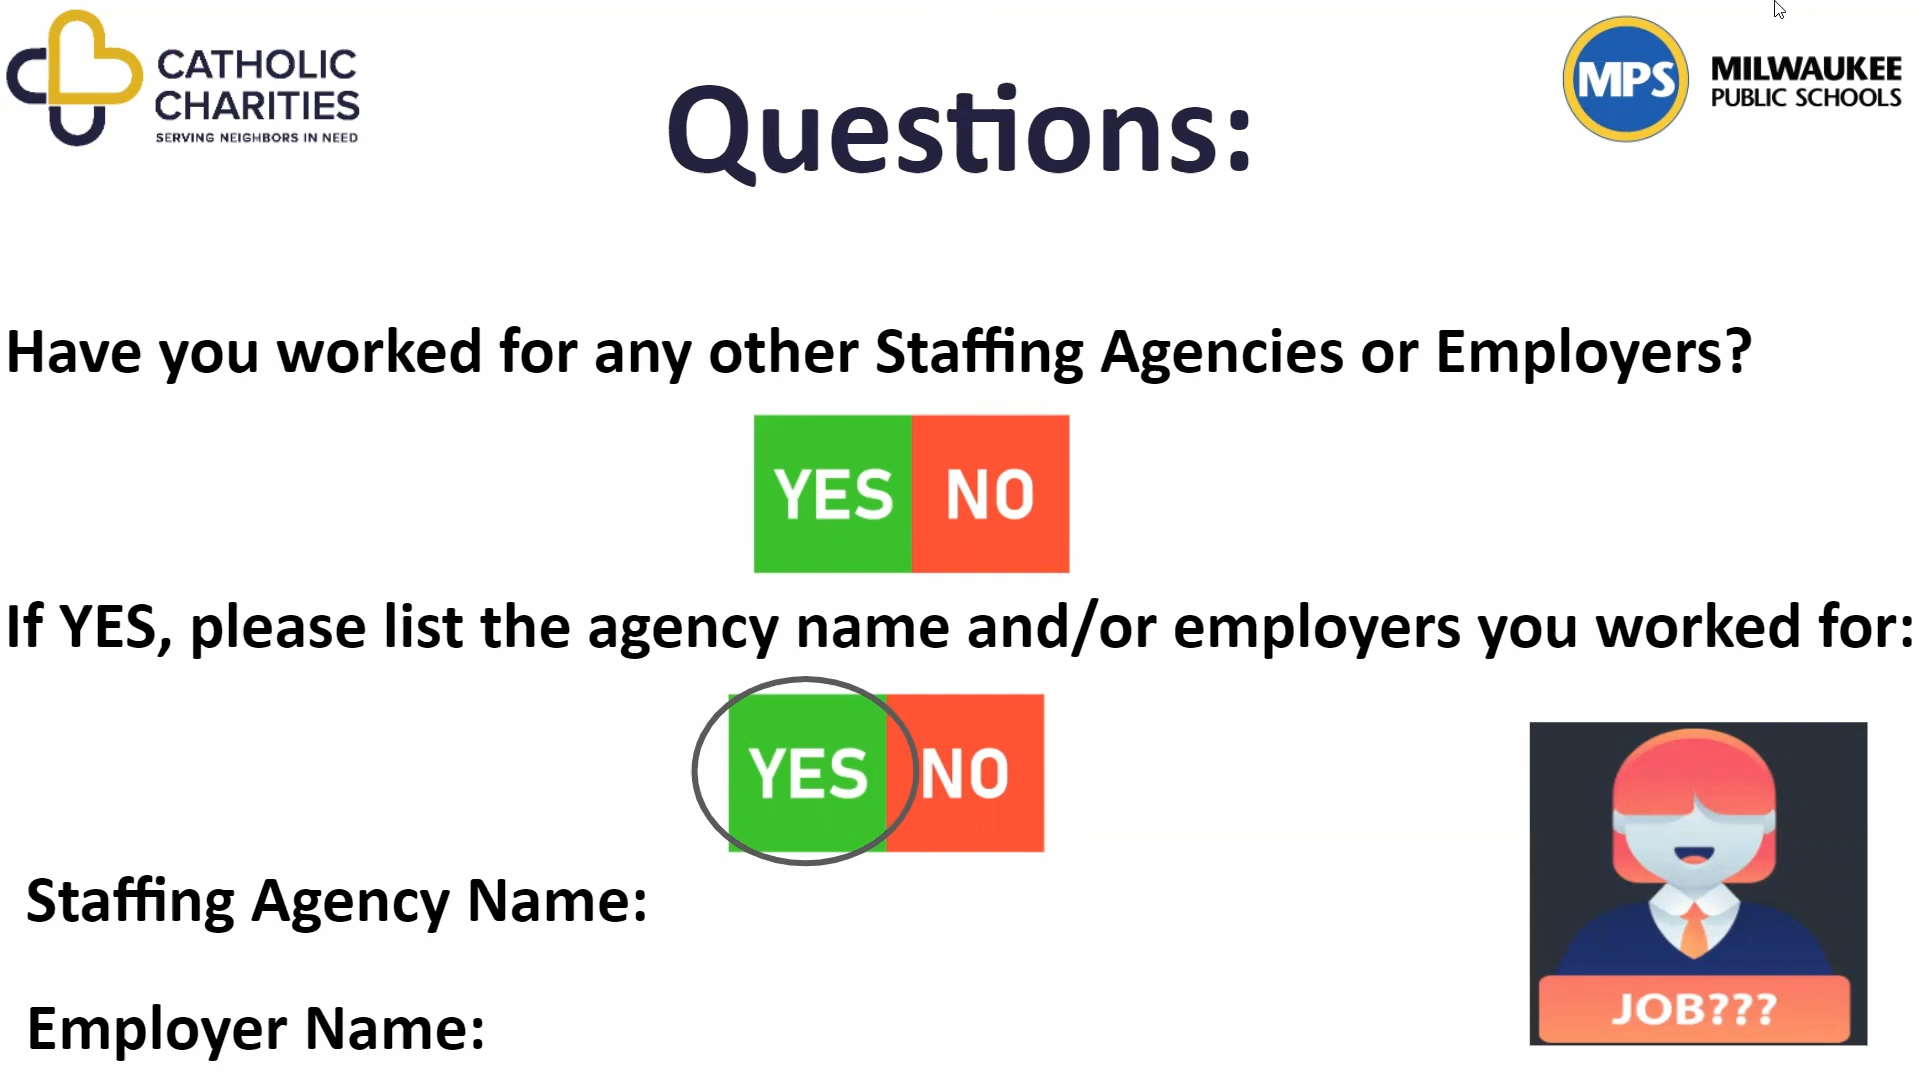 CATHOLIC
CHARITIES
SERVING NEIGHBORS IN NEED
MPS
MILWAUKEE
PUBLIC SCHOOLS
Questions:
Have you worked for any other Staffing Agencies or Employers?
YES NO
If YES, please list the agency name and/or employers you worked for:
YES NO
Staffing Agency Name:
Employer Name:
JOB???